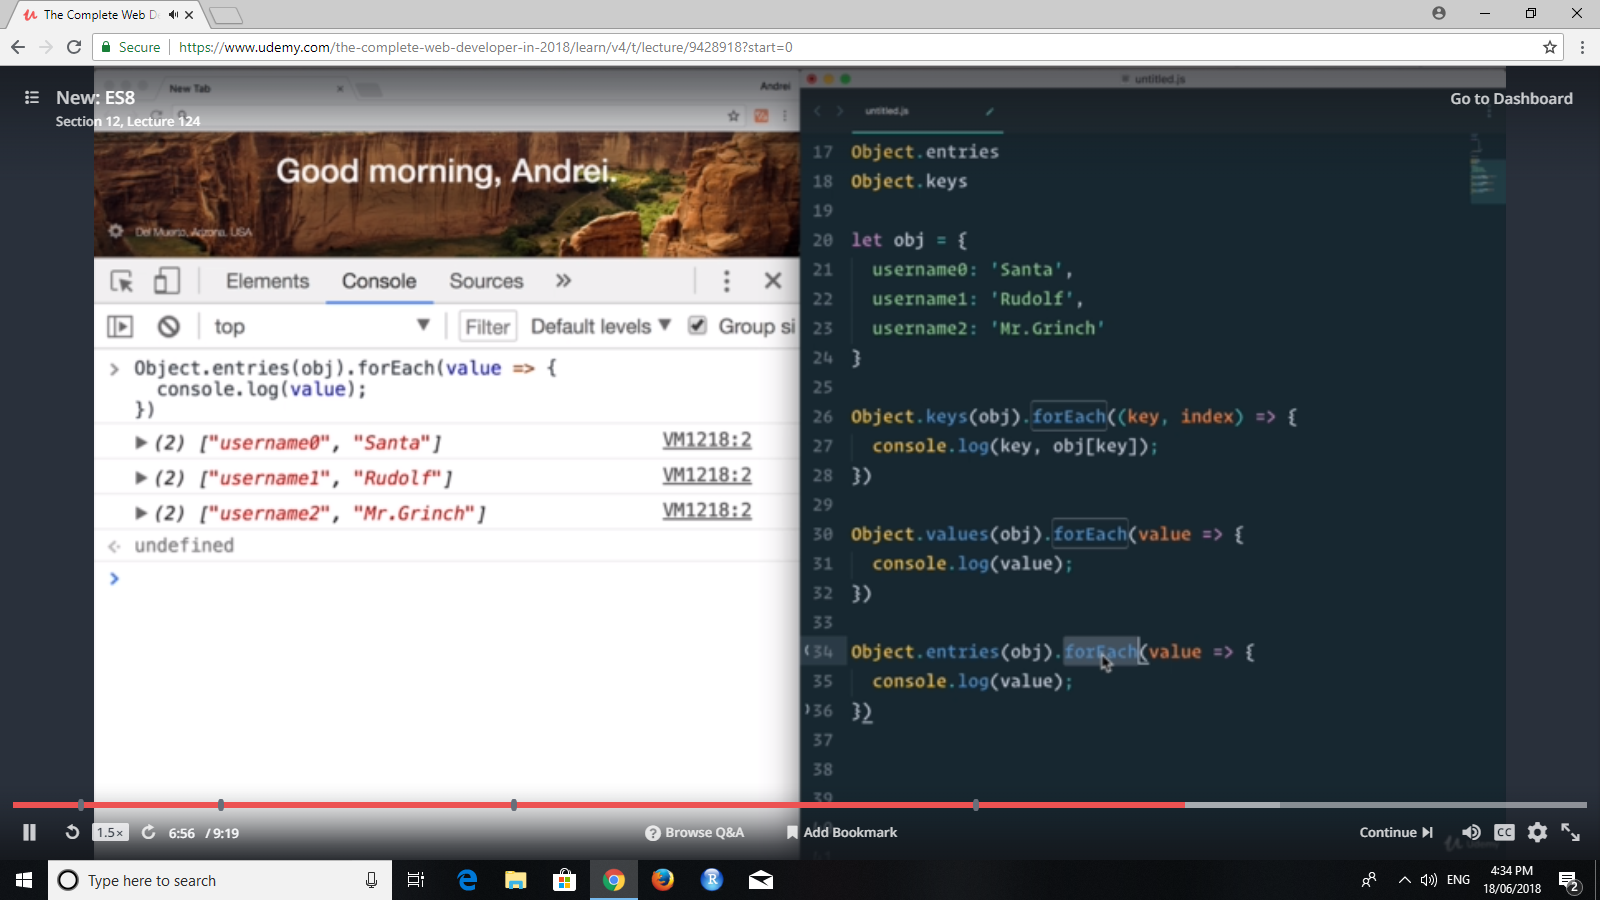 The Complete Web D
Secure https://www.udemy.com/the-complete-web-developer-in-2018/learn/v4/t/lecture/9428918?start=0
New: ES8
Section 12, Lecture 124
Go to Dashboard
New Tab
Andrei
Good morning, Andrei.
Del Muerto, Arizona, USA
Elements Console Sources
top Filter Default levels Group si
Object.entries(obj).forEach(value => {
console.log(value);
})
(2) ["username0", "Santa"] VM1218:2
(2) ["username1", "Rudolf"] VM1218:2
(2) ["username2", "Mr.Grinch"] VM1218:2
undefined
untitled.js
untitled.js
17 Object.entries
18 Object.keys
19
20 let obj = {
21 username0: 'Santa',
22 username1: 'Rudolf',
23 username2: 'Mr.Grinch'
24 }
25
26 Object.keys(obj).forEach((key, index) => {
27 console.log(key, obj[key]);
28 })
29
30 Object.values(obj).forEach(value => {
31 console.log(value);
32 })
33
34 Object.entries(obj).forEach(value => {
35 console.log(value);
36 })
37
38
39
1.5× 6:56 / 9:19
Browse Q&A
Add Bookmark
Continue
CC
Type here to search
ENG
4:34 PM
18/06/2018
2